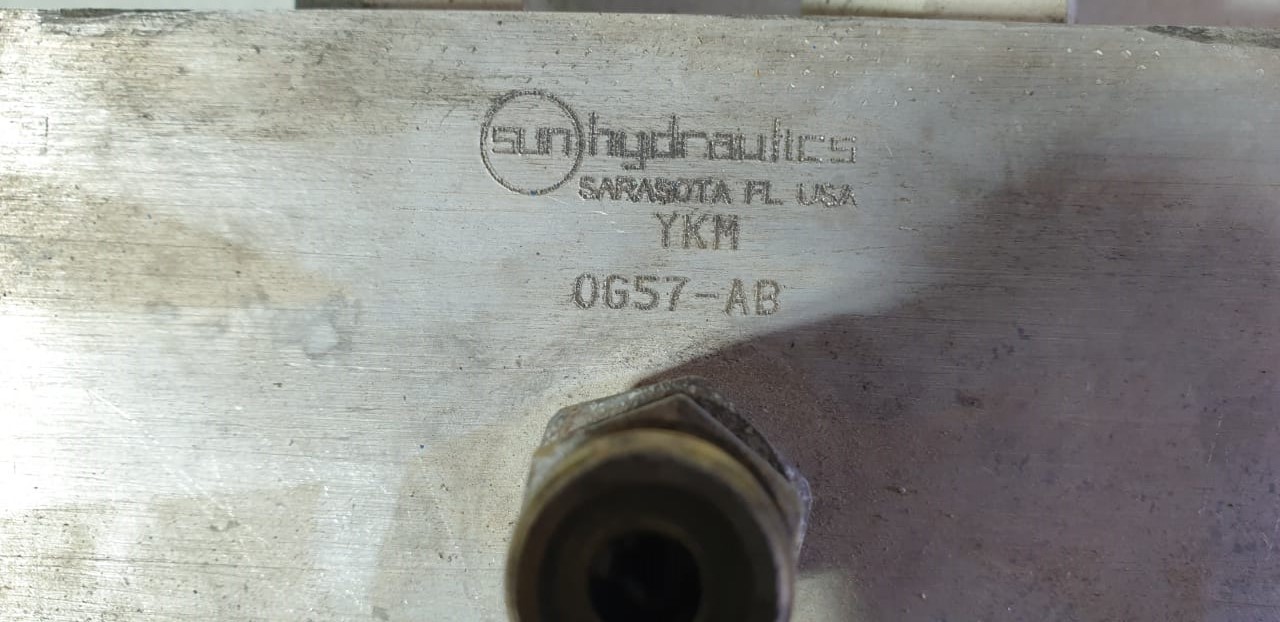 sun hydraulics
SARASOTA FL. USA
YKM
0G57-AB